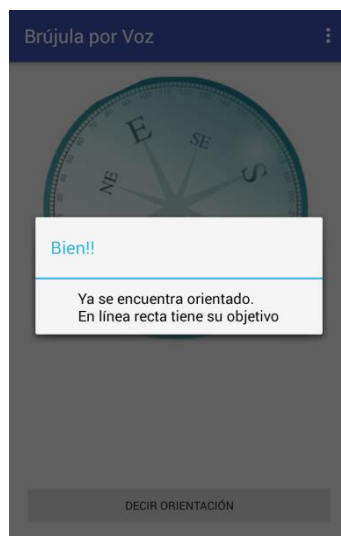 Brújula por Voz
E
SE
NE
S
Bien!!
Ya se encuentra orientado.
En línea recta tiene su objetivo
DECIR ORIENTACIÓN